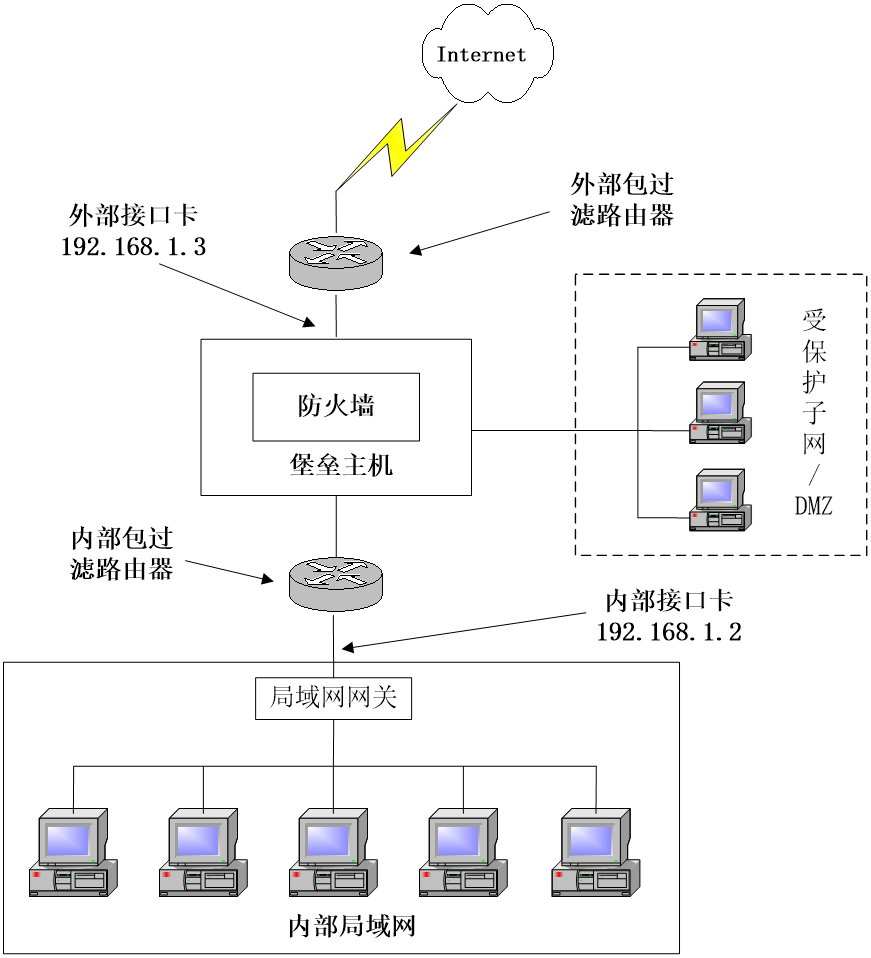 Internet
外部包过
滤路由器
外部接口卡
192.168.1.3
受
保
护
子
网
/
DMZ
防火墙
堡垒主机
内部包过
滤路由器
内部接口卡
192.168.1.2
局域网网关
内部局域网